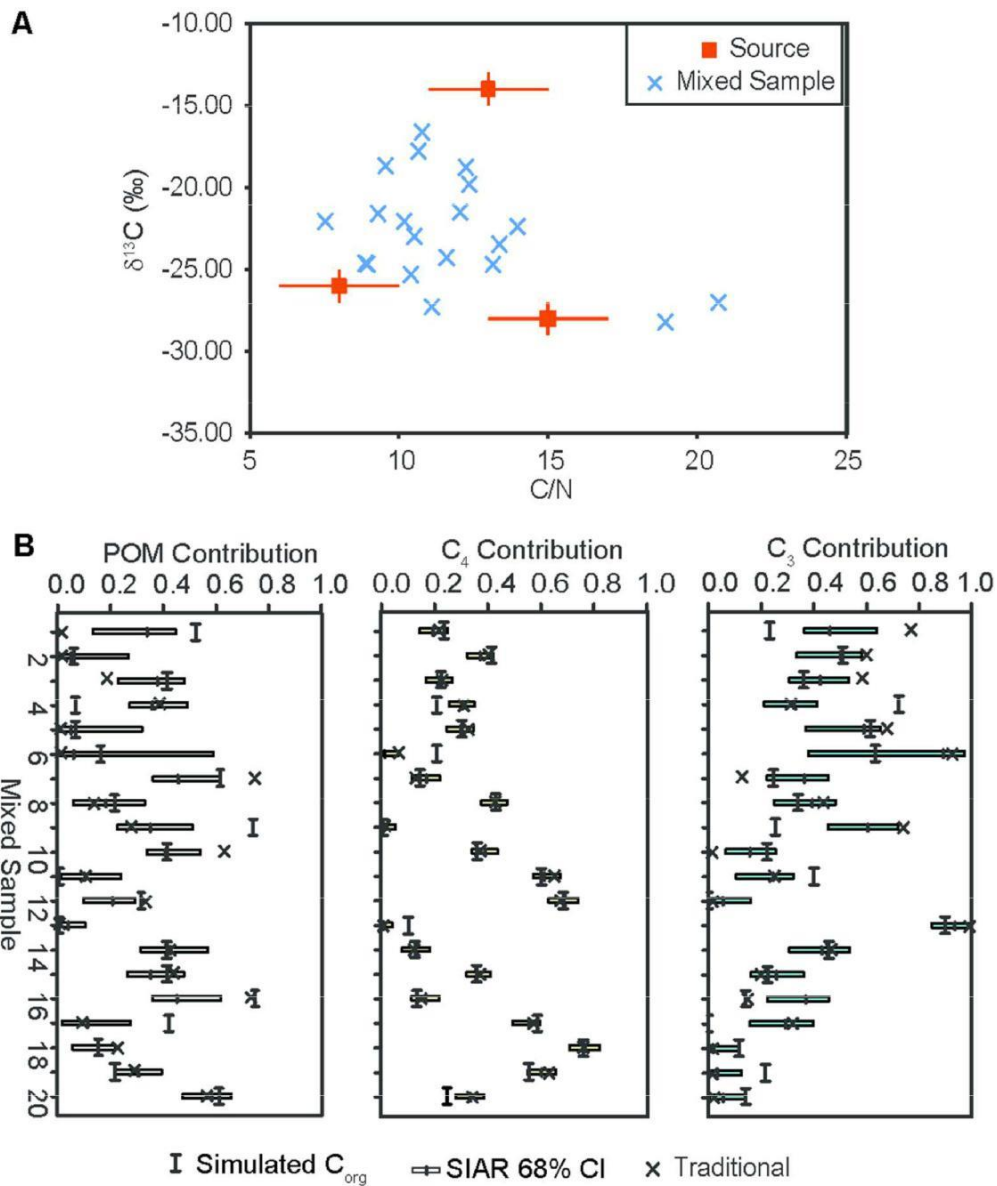 A
-10.00
-15.00
-20.00
-25.00
-30.00
-35.00
δ¹³C (‰)
5 10 15 20 25
C/N
Source
Mixed Sample
B
POM Contribution
C₄ Contribution
C₃ Contribution
0.0 0.2 0.4 0.6 0.8 1.0
0.0 0.2 0.4 0.6 0.8 1.0
0.0 0.2 0.4 0.6 0.8 1.0
Mixed Sample
2
4
6
8
10
12
14
16
18
20
Simulated Corg
SIAR 68% CI
Traditional